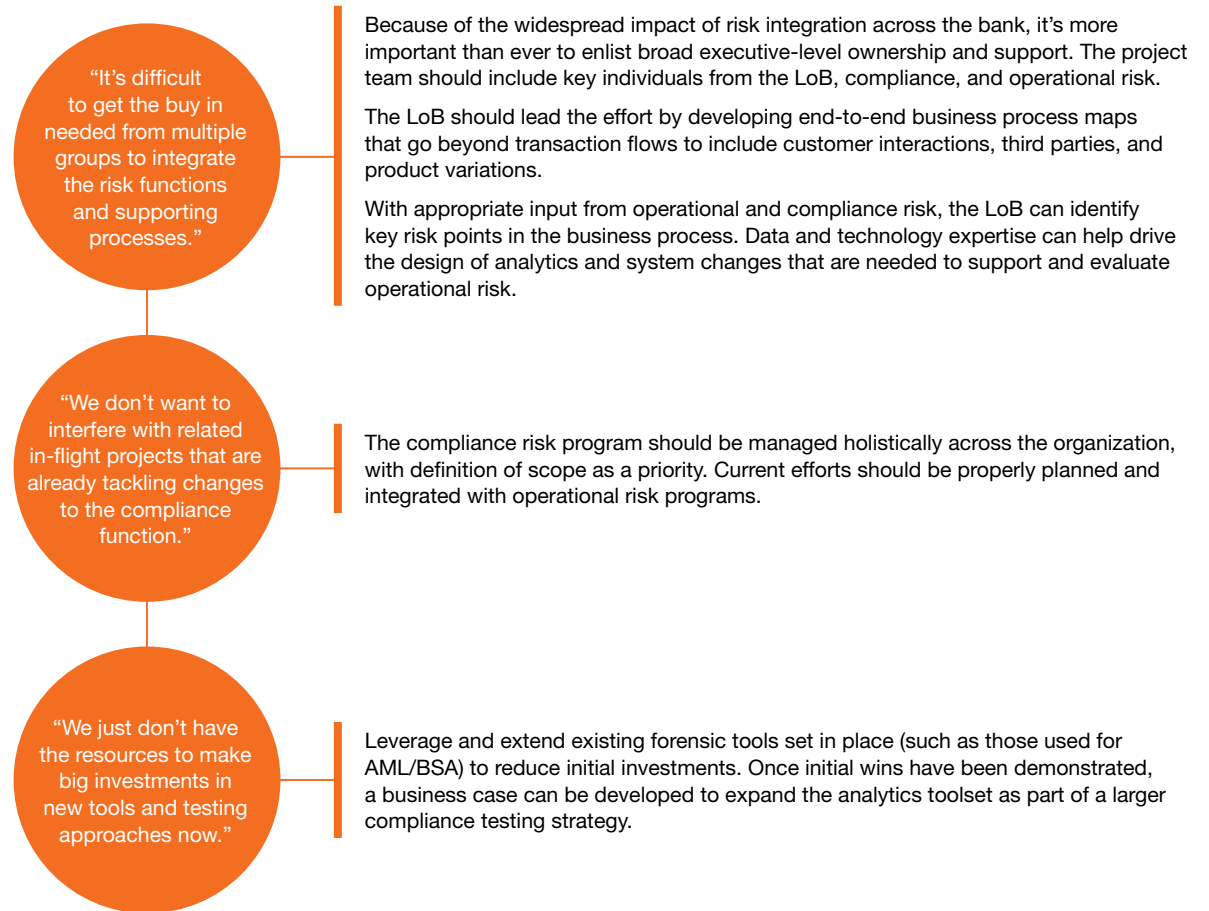 “It’s difficult
to get the buy in
needed from multiple
groups to integrate
the risk functions
and supporting
processes.”
Because of the widespread impact of risk integration across the bank, it’s more
important than ever to enlist broad executive-level ownership and support. The project
team should include key individuals from the LoB, compliance, and operational risk.
The LoB should lead the effort by developing end-to-end business process maps
that go beyond transaction flows to include customer interactions, third parties, and
product variations.
With appropriate input from operational and compliance risk, the LoB can identify
key risk points in the business process. Data and technology expertise can help drive
the design of analytics and system changes that are needed to support and evaluate
operational risk.
“We don’t want to
interfere with related
in-flight projects that are
already tackling changes
to the compliance
function.”
The compliance risk program should be managed holistically across the organization,
with definition of scope as a priority. Current efforts should be properly planned and
integrated with operational risk programs.
“We just don’t have
the resources to make
big investments in
new tools and testing
approaches now.”
Leverage and extend existing forensic tools set in place (such as those used for
AML/BSA) to reduce initial investments. Once initial wins have been demonstrated,
a business case can be developed to expand the analytics toolset as part of a larger
compliance testing strategy.